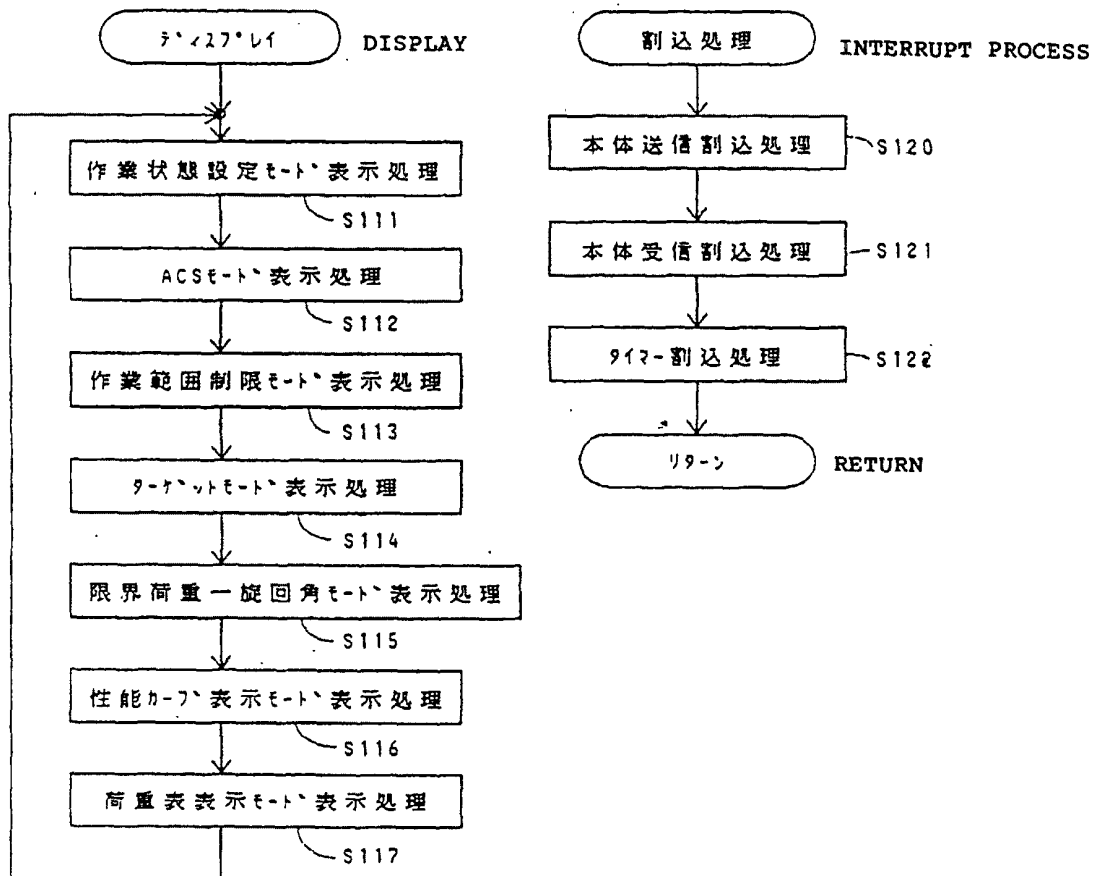 ディスプレイ DISPLAY
作業状態設定モード表示処理
S111
ACSモード表示処理
S112
作業範囲制限モード表示処理
S113
ターゲットモード表示処理
S114
限界荷重ー旋回角モード表示処理
S115
性能カーブ表示モード表示処理
S116
荷重表表示モード表示処理
S117
割込処理 INTERRUPT PROCESS
本体送信割込処理 S120
本体受信割込処理 S121
タイマー割込処理 S122
リターン RETURN